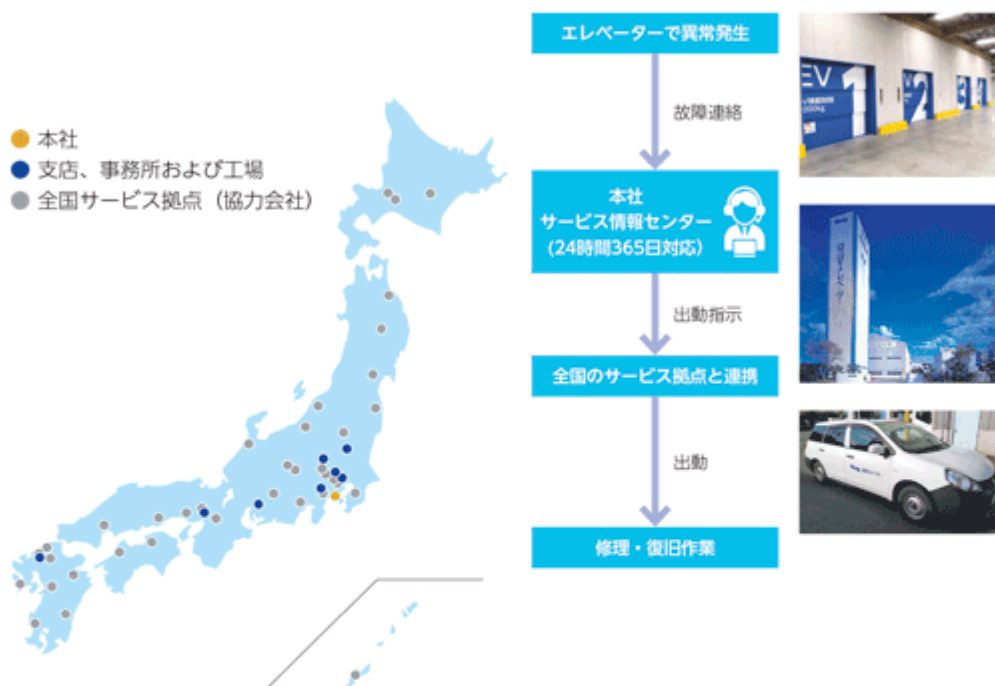 本社
支店、事務所および工場
全国サービス拠点（協力会社）
エレベーターで異常発生
故障連絡
本社
サービス情報センター
(24時間365日対応)
出動指示
全国のサービス拠点と連携
出動
修理・復旧作業
EV 1
2
3
4